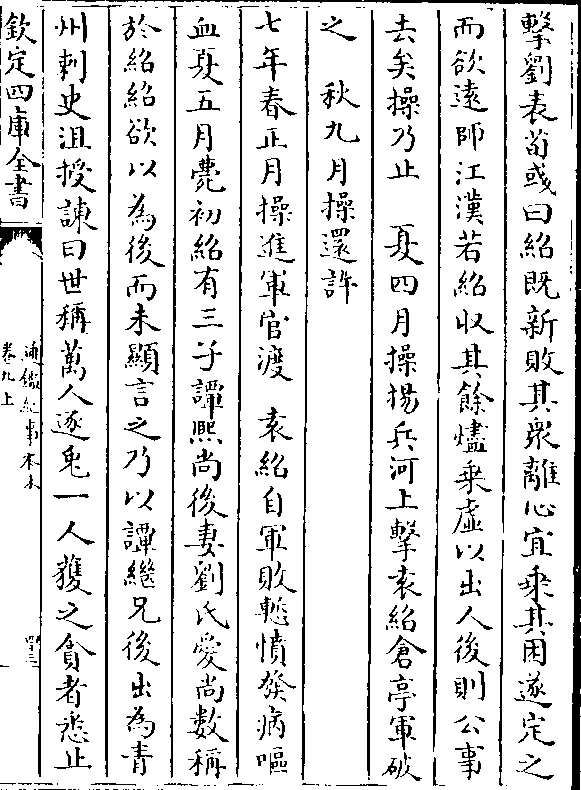 擊劉表荀彧曰紹既新敗其衆離心宜乗其困遂定之
而欲遠師江漢若紹収其餘燼乗虛以出人後則公事
去矣操乃止　夏四月操揚兵河上擊袁紹倉亭軍破
之　秋九月操還許
七年春正月操進軍官渡　袁紹自軍敗慙憤發病嘔
血夏五月薨初紹有三子譚熙尚後妻劉氏愛尚數稱
於紹紹欲以為後而未顯言之乃以譚繼兄後出為青
州刺史沮授諫曰世稱萬人逐兎一人獲之貪者悉止
欽定四庫全書
通鑑紀事本末
卷九上
四十三